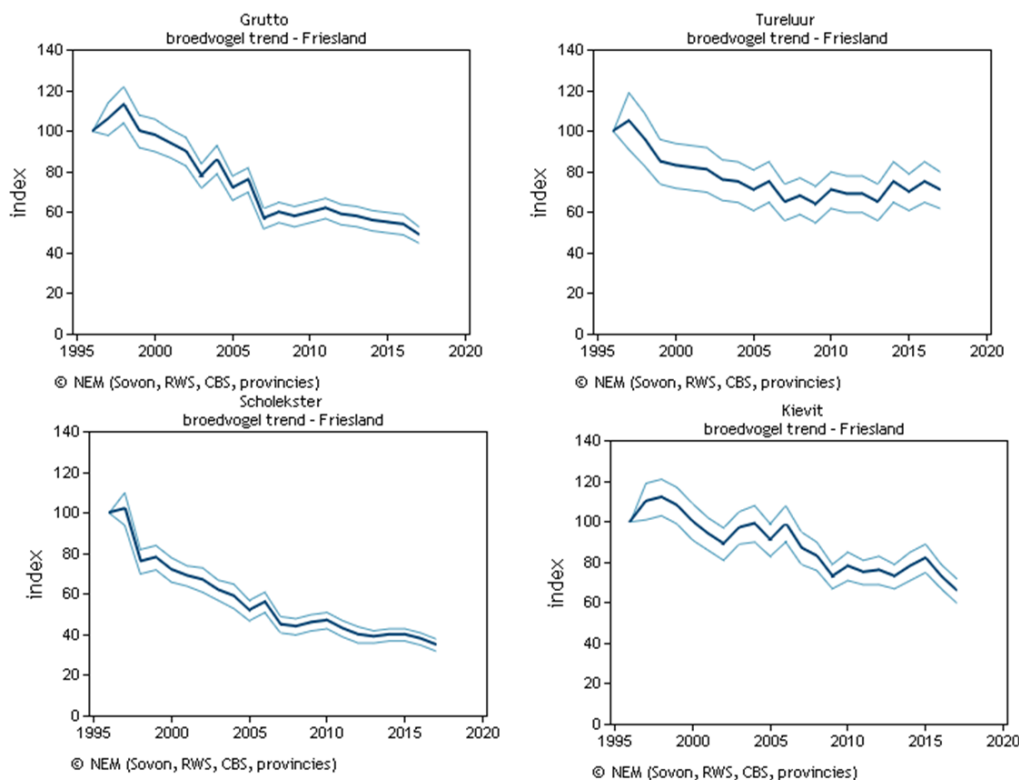 Grutto
broedvogel trend - Friesland
140
120
100
80
60
40
20
0
index
1995 2000 2005 2010 2015 2020
© NEM (Sovon, RWS, CBS, provincies)
Tureluur
broedvogel trend - Friesland
140
120
100
80
60
40
20
0
index
1995 2000 2005 2010 2015 2020
© NEM (Sovon, RWS, CBS, provincies)
Scholekster
broedvogel trend - Friesland
140
120
100
80
60
40
20
0
index
1995 2000 2005 2010 2015 2020
© NEM (Sovon, RWS, CBS, provincies)
Kievit
broedvogel trend - Friesland
140
120
100
80
60
40
20
0
index
1995 2000 2005 2010 2015 2020
© NEM (Sovon, RWS, CBS, provincies)